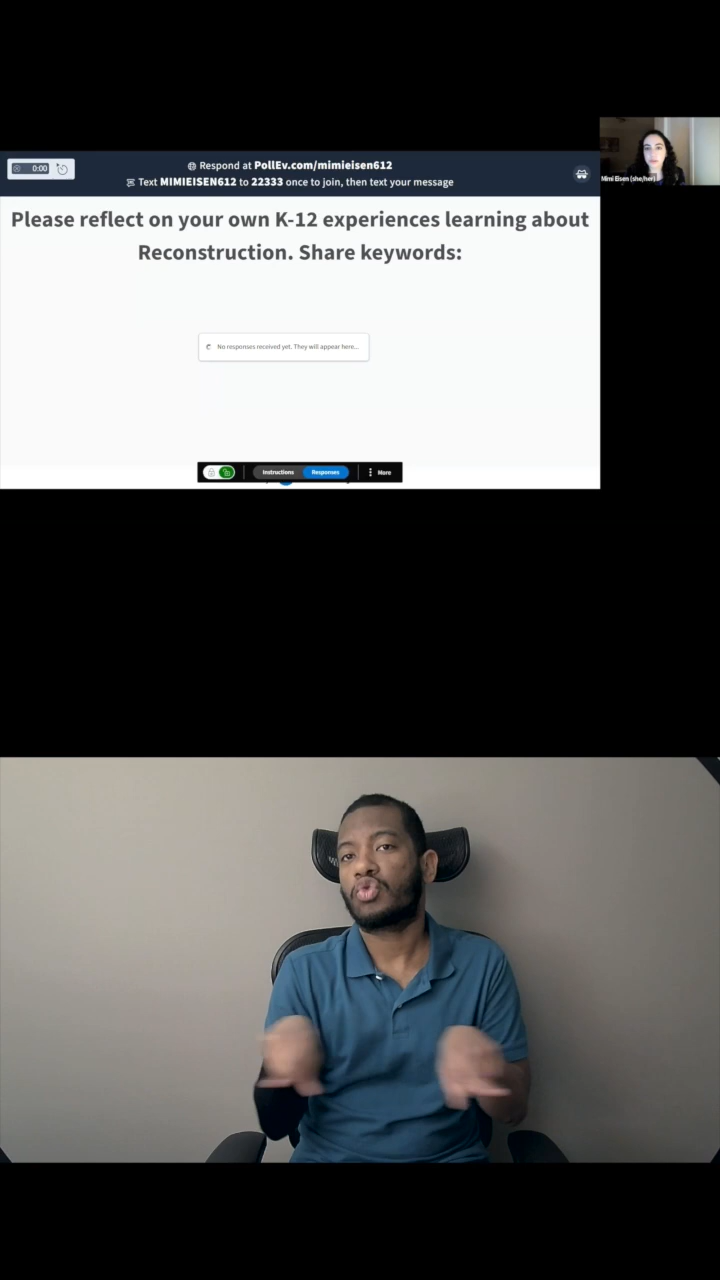 0:00
Respond at PollEv.com/mimieisen612
Text MIMIEISEN612 to 22333 once to join, then text your message
Please reflect on your own K-12 experiences learning about
Reconstruction. Share keywords:
No responses received yet. They will appear here...
Instructions
Responses
More
Mimi Eisen (she/her)